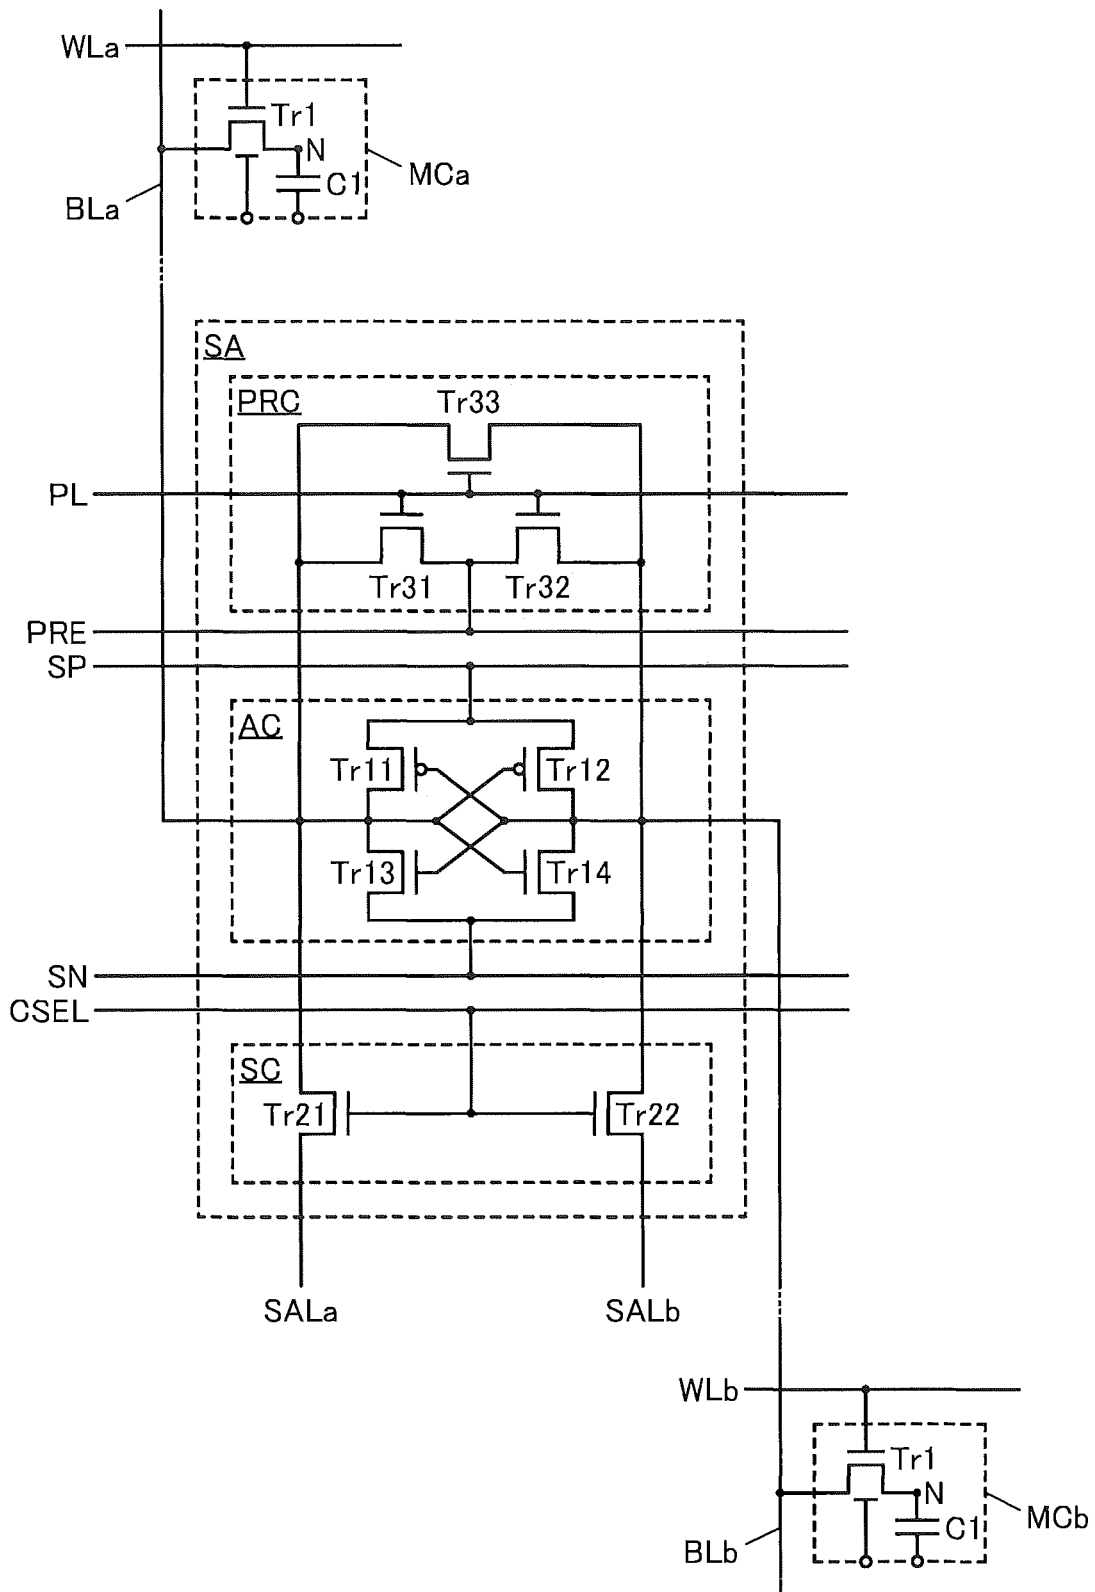 WLa
Tr1
N
MCa
C1
BLa
SA
PRC
Tr33
PL
Tr31
Tr32
PRE
SP
AC
Tr11
Tr12
Tr13
Tr14
SN
CSEL
SC
Tr21
Tr22
SALa
SALb
WLb
Tr1
N
C1
MCb
BLb